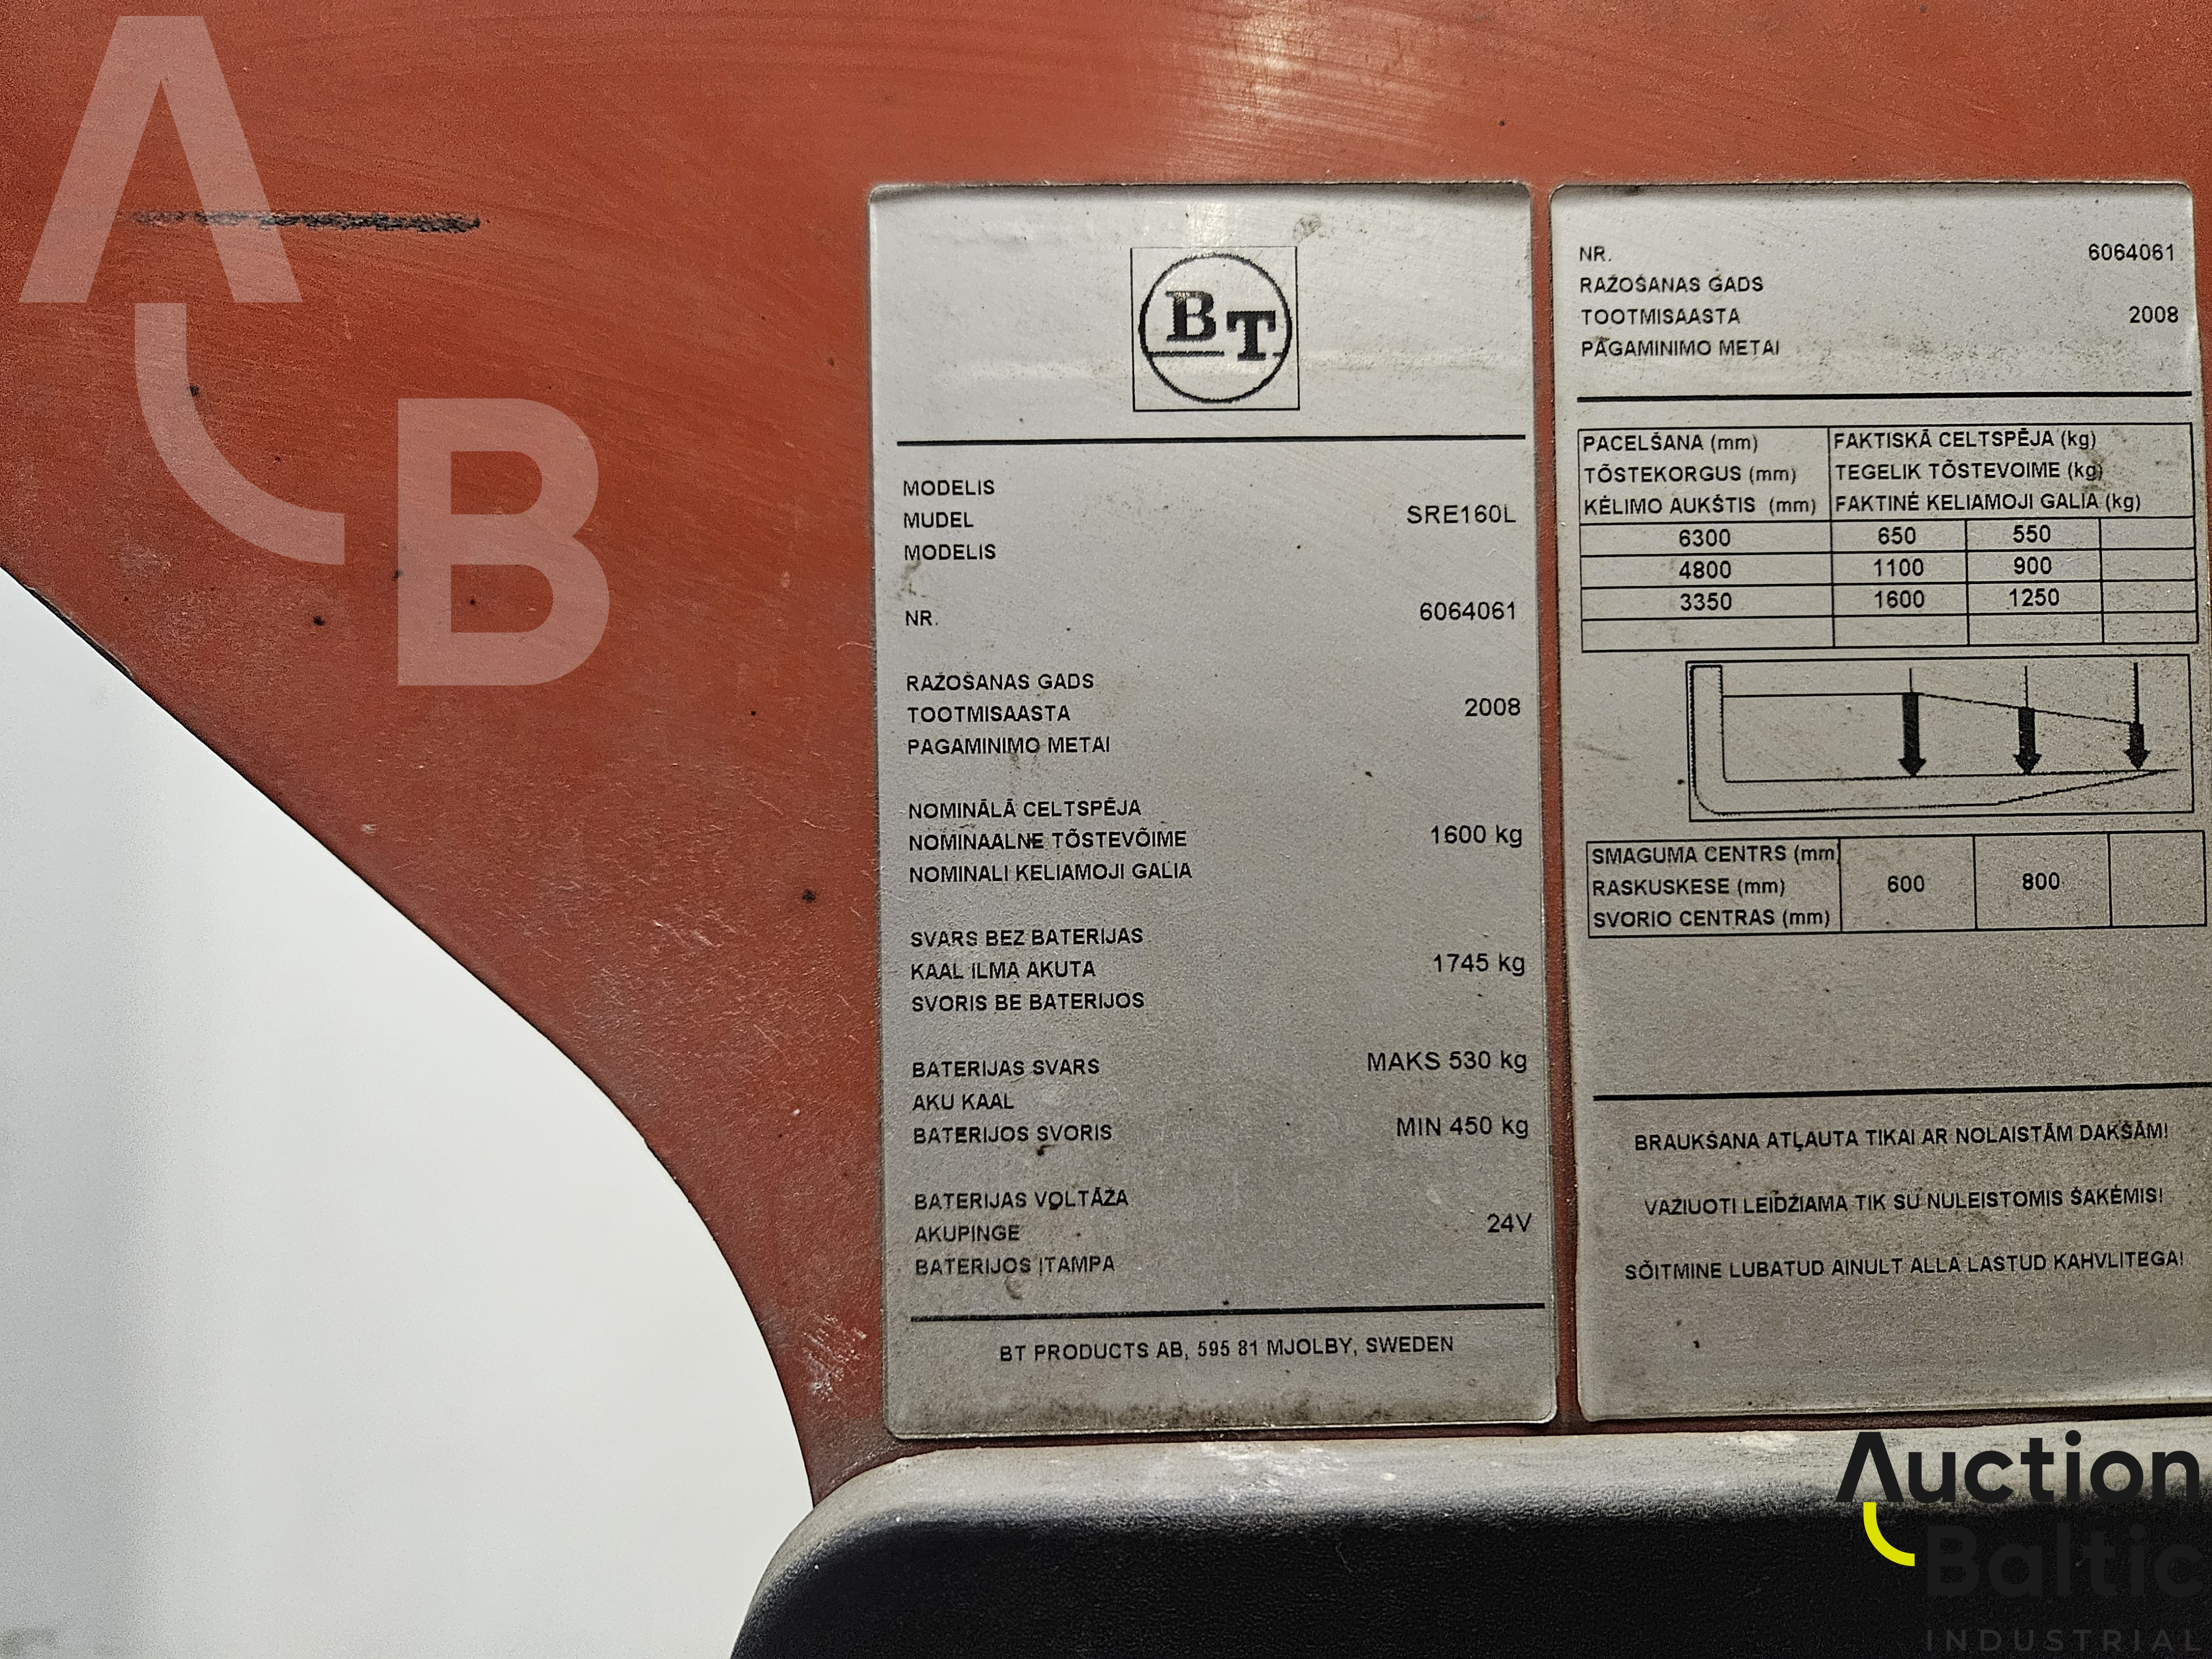 A
B
BT
MODELIS
MUDEL SRE160L
MODELIS
NR. 6064061
RAŽOŠANAS GADS
TOOTMISAASTA 2008
PAGAMINIMO METAI
NOMINĀLĀ CELTSPĒJA
NOMINAALNE TÕSTEVÕIME 1600 kg
NOMINALI KELIAMOJI GALIA
SVARS BEZ BATERIJAS
KAAL ILMA AKUTA 1745 kg
SVORIS BE BATERIJOS
BATERIJAS SVARS MAKS 530 kg
AKU KAAL
BATERIJOS SVORIS MIN 450 kg
BATERIJAS VOLTĀŽA
AKUPINGE 24V
BATERIJOS ĮTAMPA
BT PRODUCTS AB, 595 81 MJOLBY, SWEDEN
NR. 6064061
RAŽOŠANAS GADS
TOOTMISAASTA 2008
PAGAMINIMO METAI
PACELŠANA (mm) FAKTISKĀ CELTSPĒJA (kg)
TÕSTEKORGUS (mm) TEGELIK TÕSTEVOIME (kg)
KĖLIMO AUKŠTIS (mm) FAKTINĖ KELIAMOJI GALIA (kg)
6300 650 550
4800 1100 900
3350 1600 1250
SMAGUMA CENTRS (mm)
RASKUSKESE (mm) 600 800
SVORIO CENTRAS (mm)
BRAUKŠANA ATĻAUTA TIKAI AR NOLAISTĀM DAKŠĀM!
VAŽIUOTI LEIDŽIAMA TIK SU NULEISTOMIS ŠAKĖMIS!
SÕITMINE LUBATUD AINULT ALLA LASTUD KAHVLITEGA!
Auction
Baltic
INDUSTRIAL